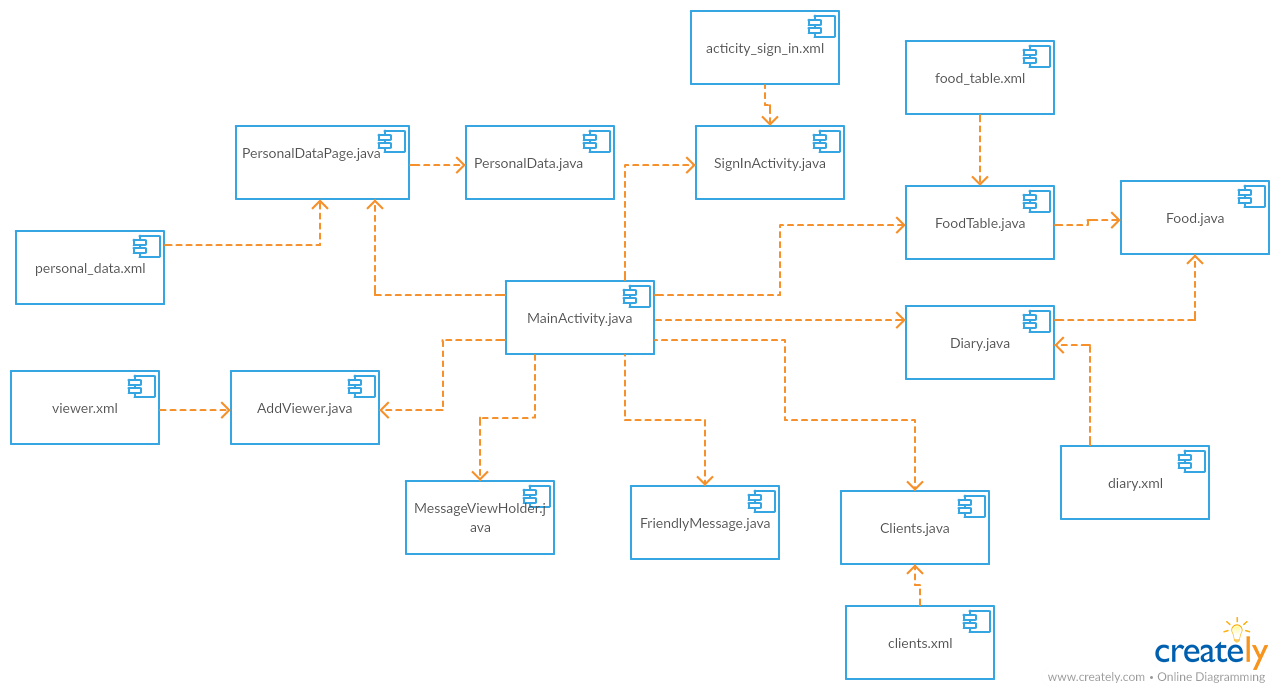 acticity_sign_in.xml
food_table.xml
PersonalDataPage.java
PersonalData.java
SignInActivity.java
FoodTable.java
Food.java
personal_data.xml
MainActivity.java
Diary.java
viewer.xml
AddViewer.java
diary.xml
MessageViewHolder.j
ava
FriendlyMessage.java
Clients.java
clients.xml
creately
www.creately.com • Online Diagramming